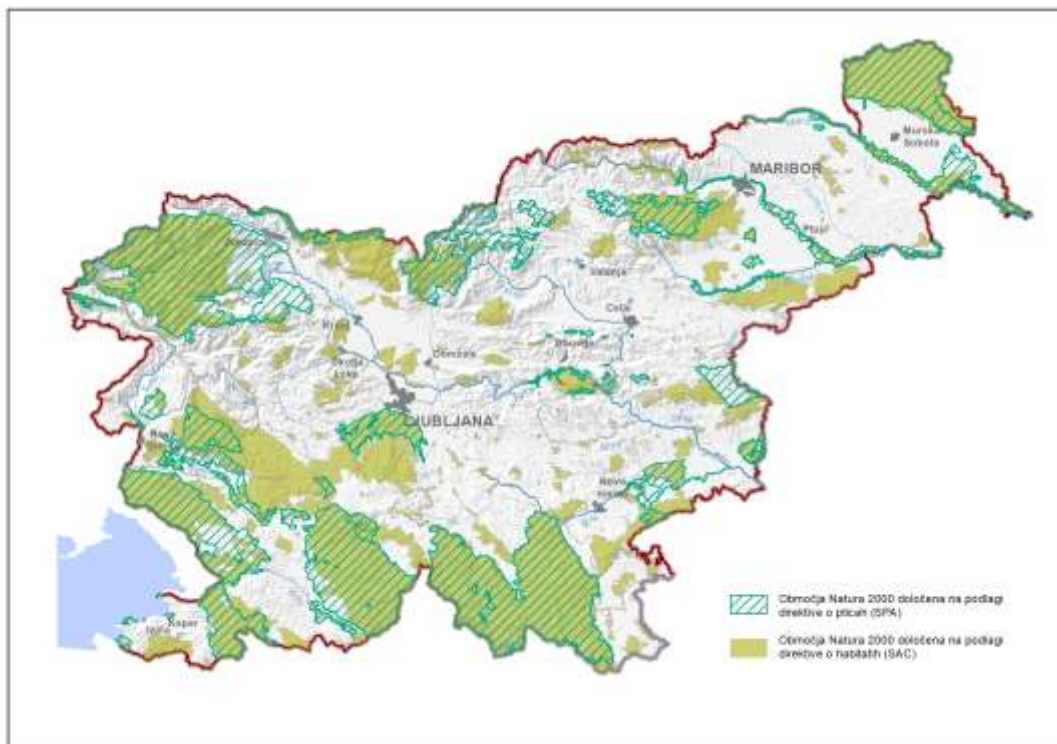 Murska
Sobota
MARIBOR
Ptuj
Velenje
Celje
Kranj
Škofja
Loka
Domžale
LJUBLJANA
Novo
mesto
Koper
Izola
Območja Natura 2000 določena na podlagi
direktive o pticah (SPA)
Območja Natura 2000 določena na podlagi
direktive o habitatih (SAC)